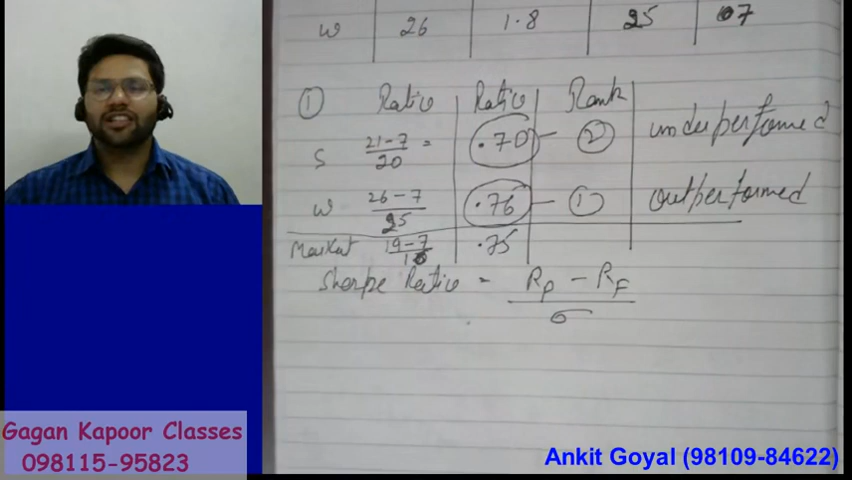 W 26 1.8 25 07
① Ratio Ratio Rank
S 21-7/20 = .70 - ② underperformed
W 26-7/25 .76 - ① Outperformed
Market 19-7/16 .75
Sharpe Ratio = RP - RF / σ
Gagan Kapoor Classes
098115-95823
Ankit Goyal (98109-84622)